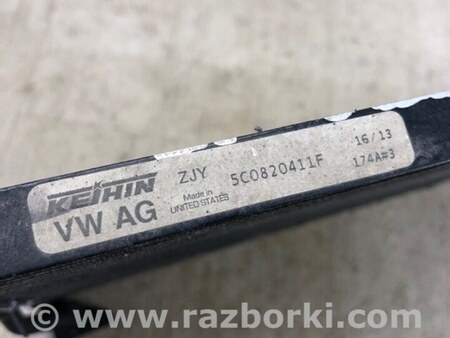 KEIHIN ZJY 5C0820411F 16/13
VW AG Made in UNITED STATES 174A#3
© www.razborki.com